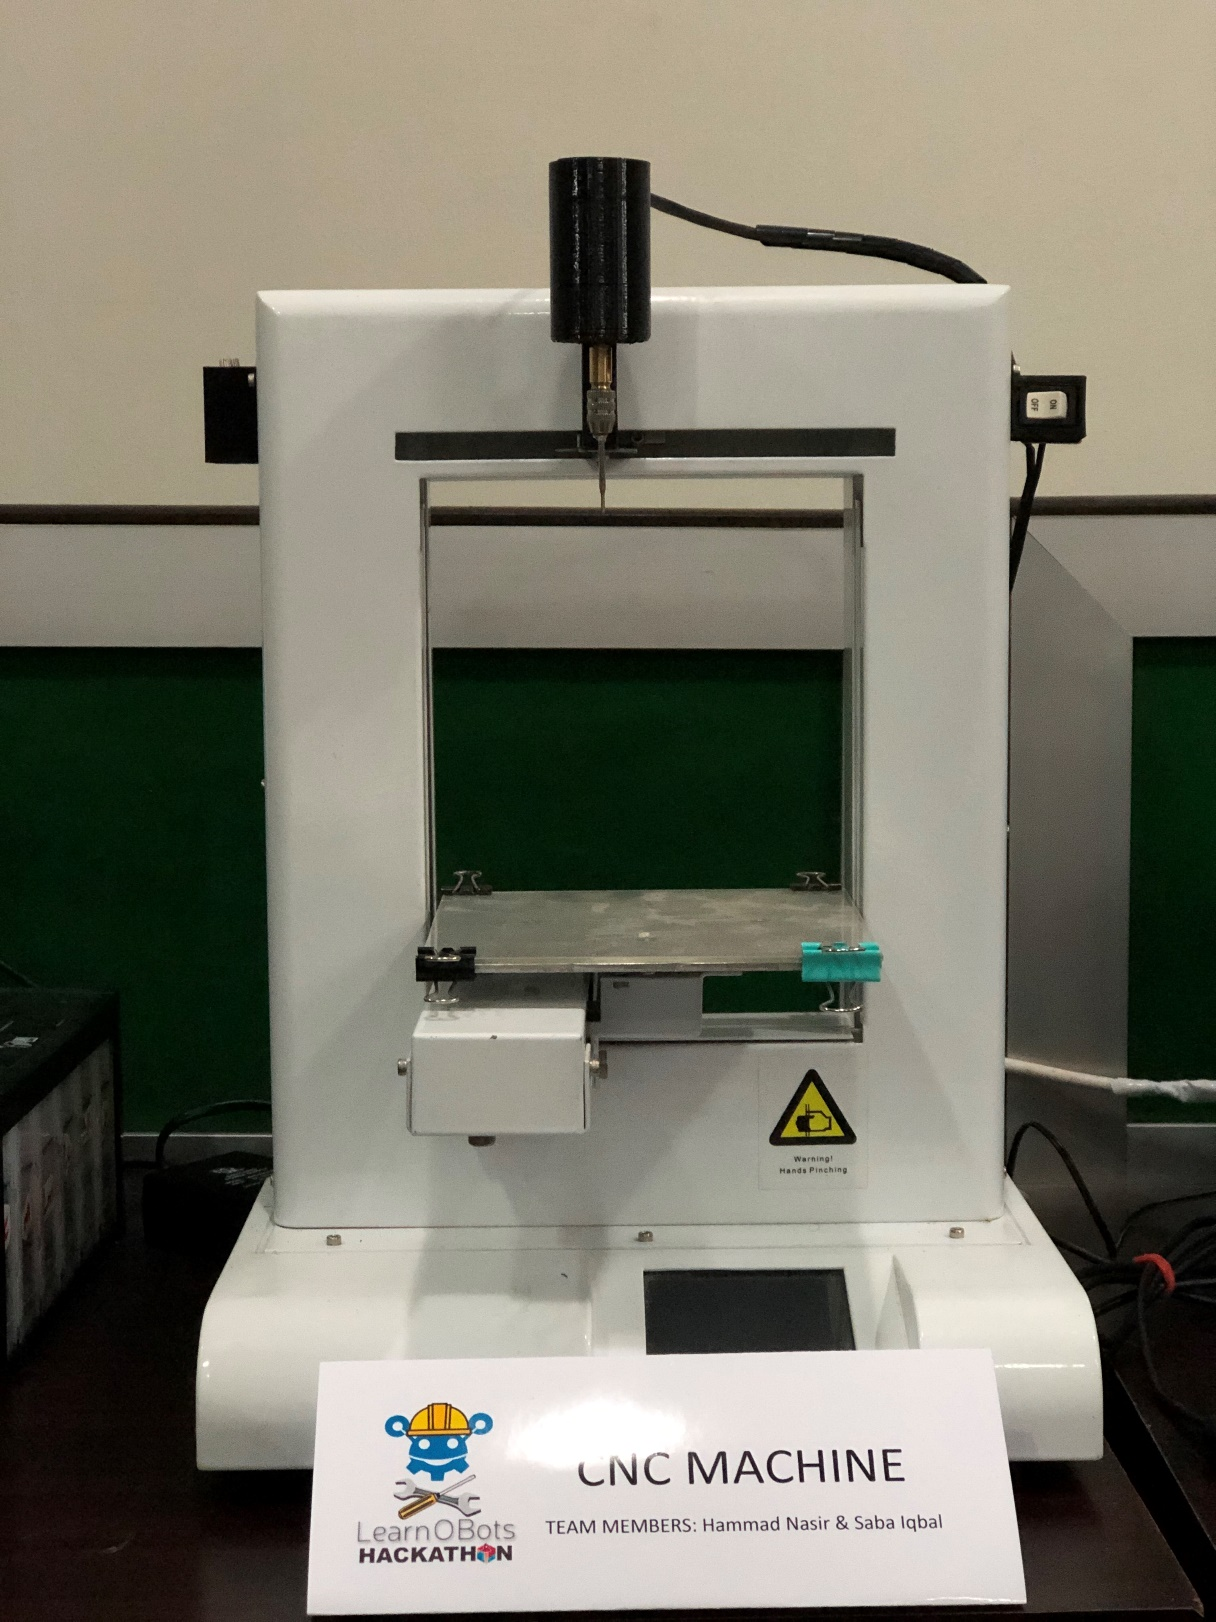 ON
OFF
Warning!
Hands Pinching
CNC MACHINE
TEAM MEMBERS: Hammad Nasir & Saba Iqbal
LearnOBots
HACKATHON